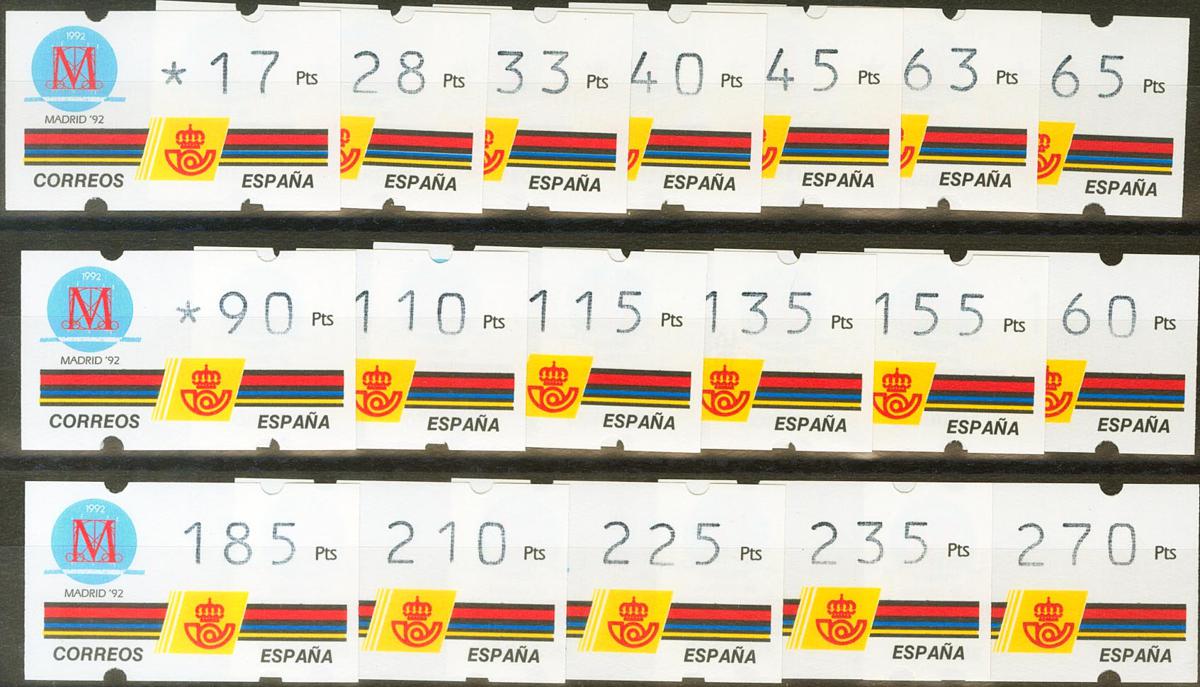 1992
M
MADRID '92
*17 Pts 28 Pts 33 Pts 40 Pts 45 Pts 63 Pts 65 Pts
CORREOS ESPAÑA ESPAÑA ESPAÑA ESPAÑA ESPAÑA ESPAÑA ESPAÑA
1992
M
MADRID '92
*90 Pts 110 Pts 115 Pts 135 Pts 155 Pts 60 Pts
CORREOS ESPAÑA ESPAÑA ESPAÑA ESPAÑA ESPAÑA ESPAÑA
1992
M
MADRID '92
185 Pts 210 Pts 225 Pts 235 Pts 270 Pts
CORREOS ESPAÑA ESPAÑA ESPAÑA ESPAÑA ESPAÑA